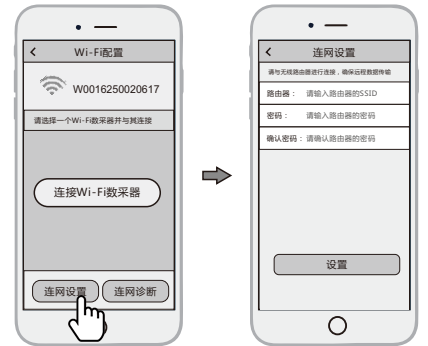 Wi-Fi配置
W0016250020617
请选择一个Wi-Fi数采器并与其连接
连接Wi-Fi数采器
连网设置
连网诊断
连网设置
请与无线路由器进行连接，确保远程数据传输
路由器： 请输入路由器的SSID
密码： 请输入路由器的密码
确认密码：请确认路由器的密码
设置